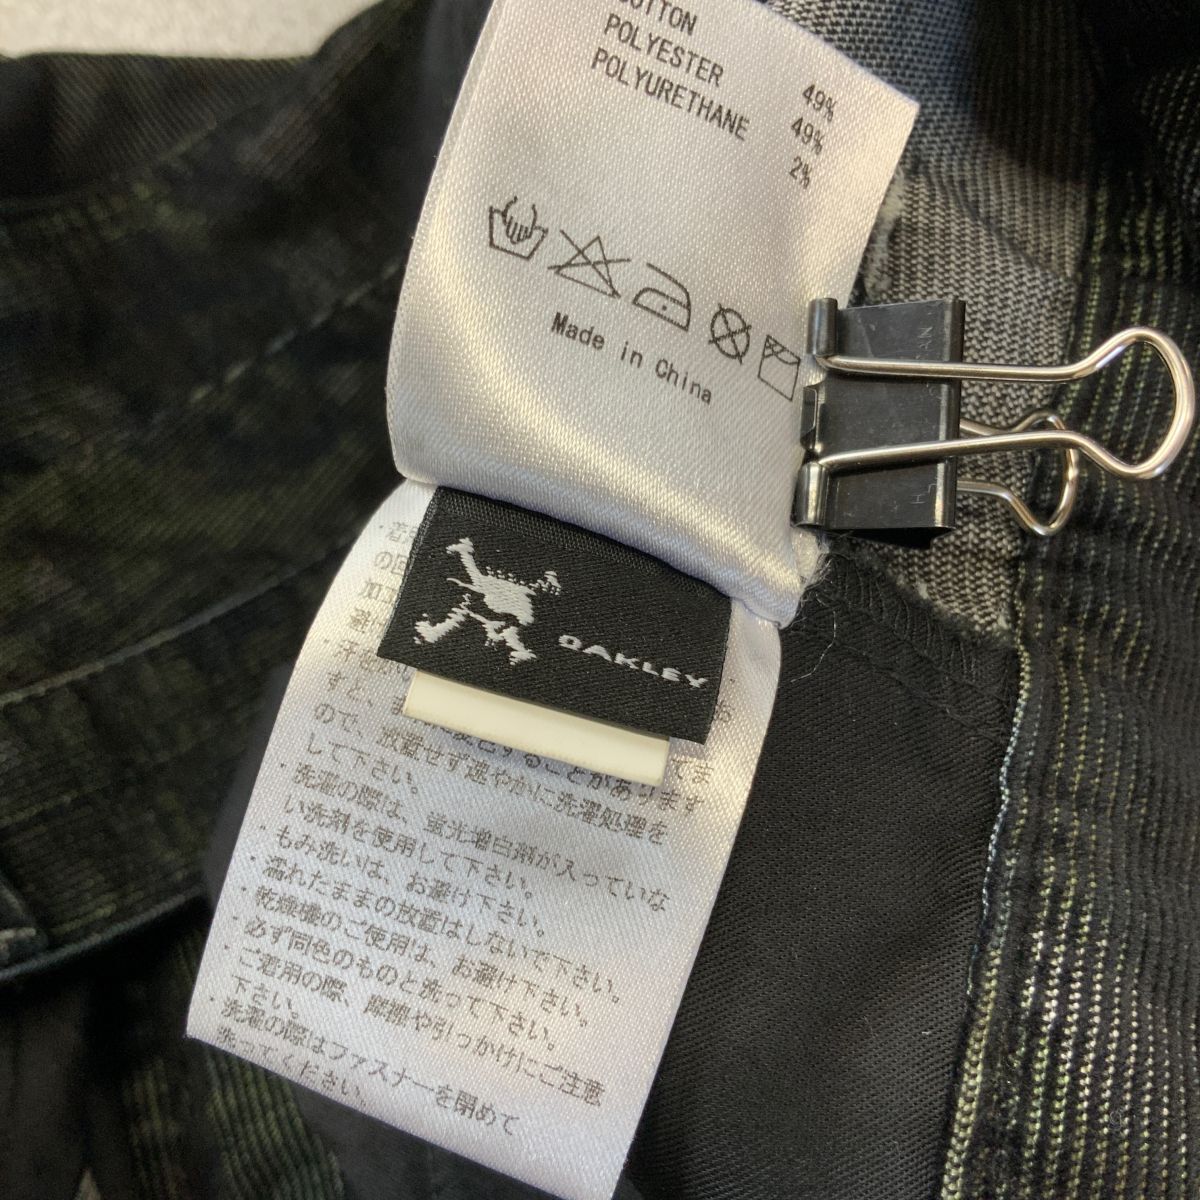 COTTON 49%
POLYESTER 49%
POLYURETHANE 2%
Made in China
OAKLEY
の
加工
避
すと、
ので、放置せず速やかに洗濯処理を
して下さい。
・洗濯の際は、蛍光増白剤が入っていな
い洗剤を使用して下さい。
・もみ洗いは、お避け下さい。
・濡れたままの放置はしないで下さい。
・乾燥機のご使用は、お避け下さい。
・必ず同色のものと洗って下さい。
・ご着用の際、摩擦や引っかけにご注意
下さい。
・洗濯の際はファスナーを閉めて
洗ってください。